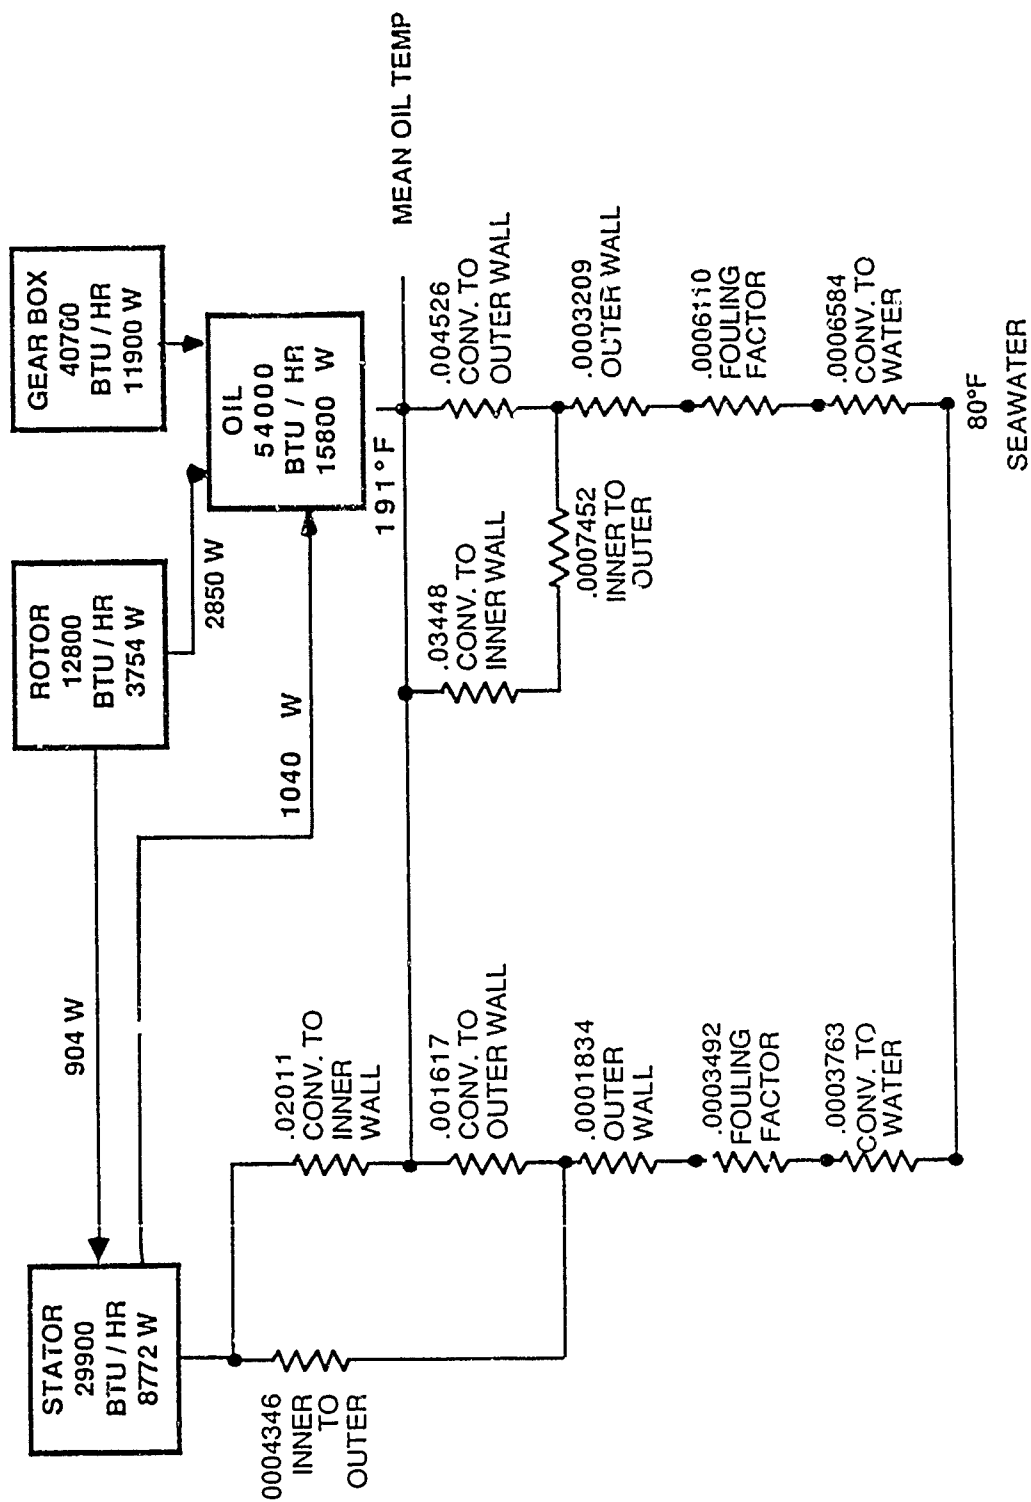 STATOR
29900
BTU / HR
8772 W
904 W
ROTOR
12800
BTU / HR
3754 W
GEAR BOX
40700
BTU / HR
11900 W
2850 W
1040 W
OIL
54000
BTU / HR
15800 W
191°F
MEAN OIL TEMP
0004346
INNER
TO
OUTER
.02011
CONV. TO
INNER
WALL
.001617
CONV. TO
OUTER WALL
.0001834
OUTER
WALL
.0003492
FOULING
FACTOR
.0003763
CONV. TO
WATER
.03448
CONV. TO
INNER WALL
.0007452
INNER TO
OUTER
.004526
CONV. TO
OUTER WALL
.0003209
OUTER WALL
.0006110
FOULING
FACTOR
.0006584
CONV. TO
WATER
80°F
SEAWATER